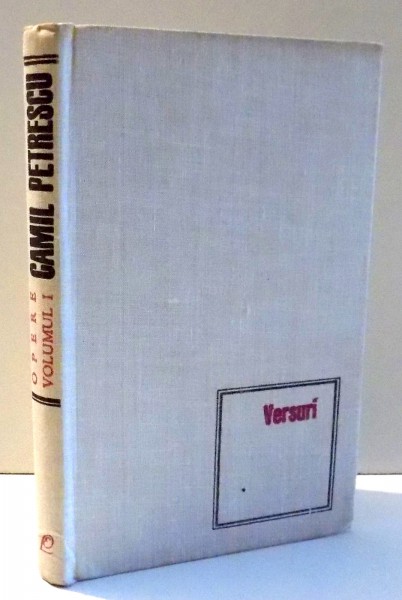 CAMIL PETRESCU
OPERE
VOLUMUL I
Versuri